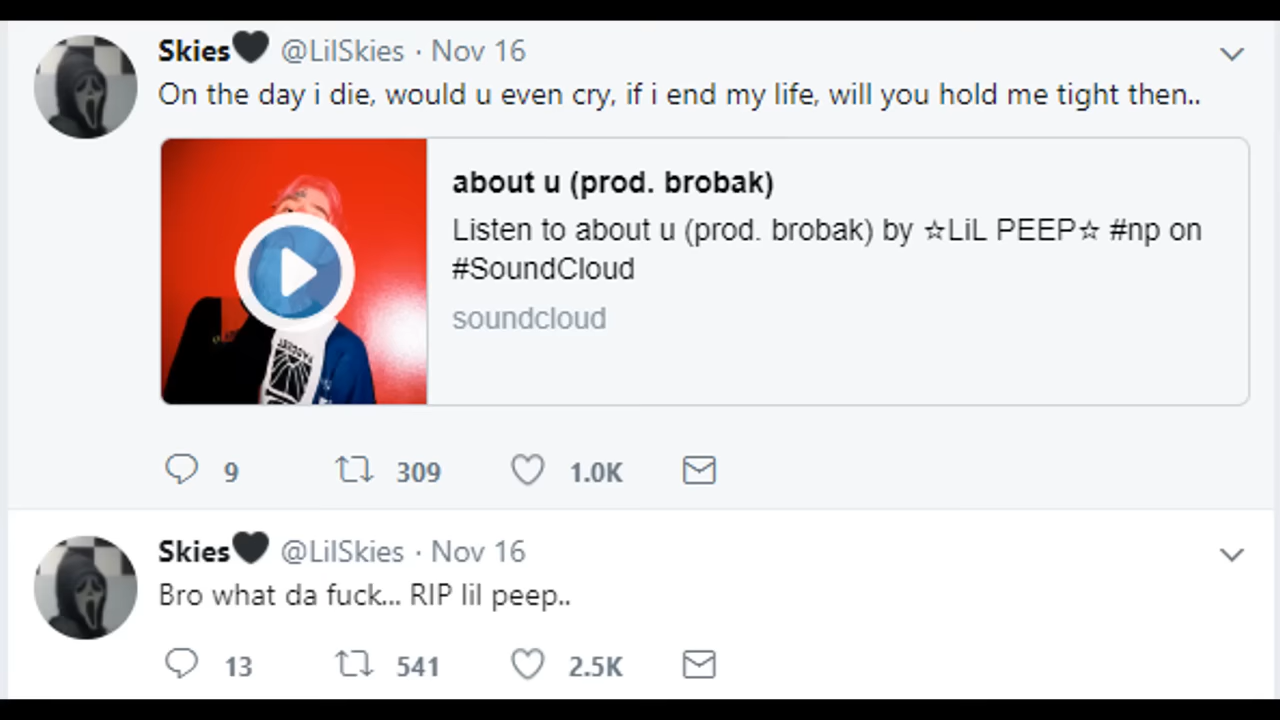 Skies🖤 @LilSkies · Nov 16
On the day i die, would u even cry, if i end my life, will you hold me tight then..
about u (prod. brobak)
Listen to about u (prod. brobak) by ☆LiL PEEP☆ #np on
#SoundCloud
soundcloud
9 309 1.0K
Skies🖤 @LilSkies · Nov 16
Bro what da fuck... RIP lil peep..
13 541 2.5K